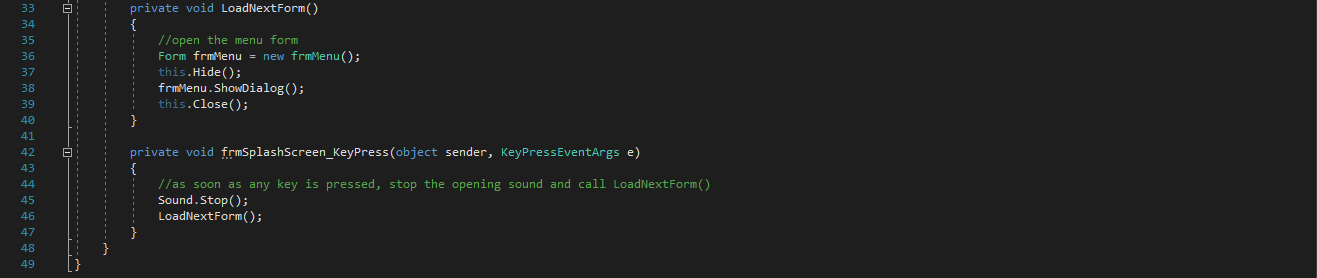 33 private void LoadNextForm()
34 {
35 //open the menu form
36 Form frmMenu = new frmMenu();
37 this.Hide();
38 frmMenu.ShowDialog();
39 this.Close();
40 }
41
42 private void frmSplashScreen_KeyPress(object sender, KeyPressEventArgs e)
43 {
44 //as soon as any key is pressed, stop the opening sound and call LoadNextForm()
45 Sound.Stop();
46 LoadNextForm();
47 }
48 }
49 }